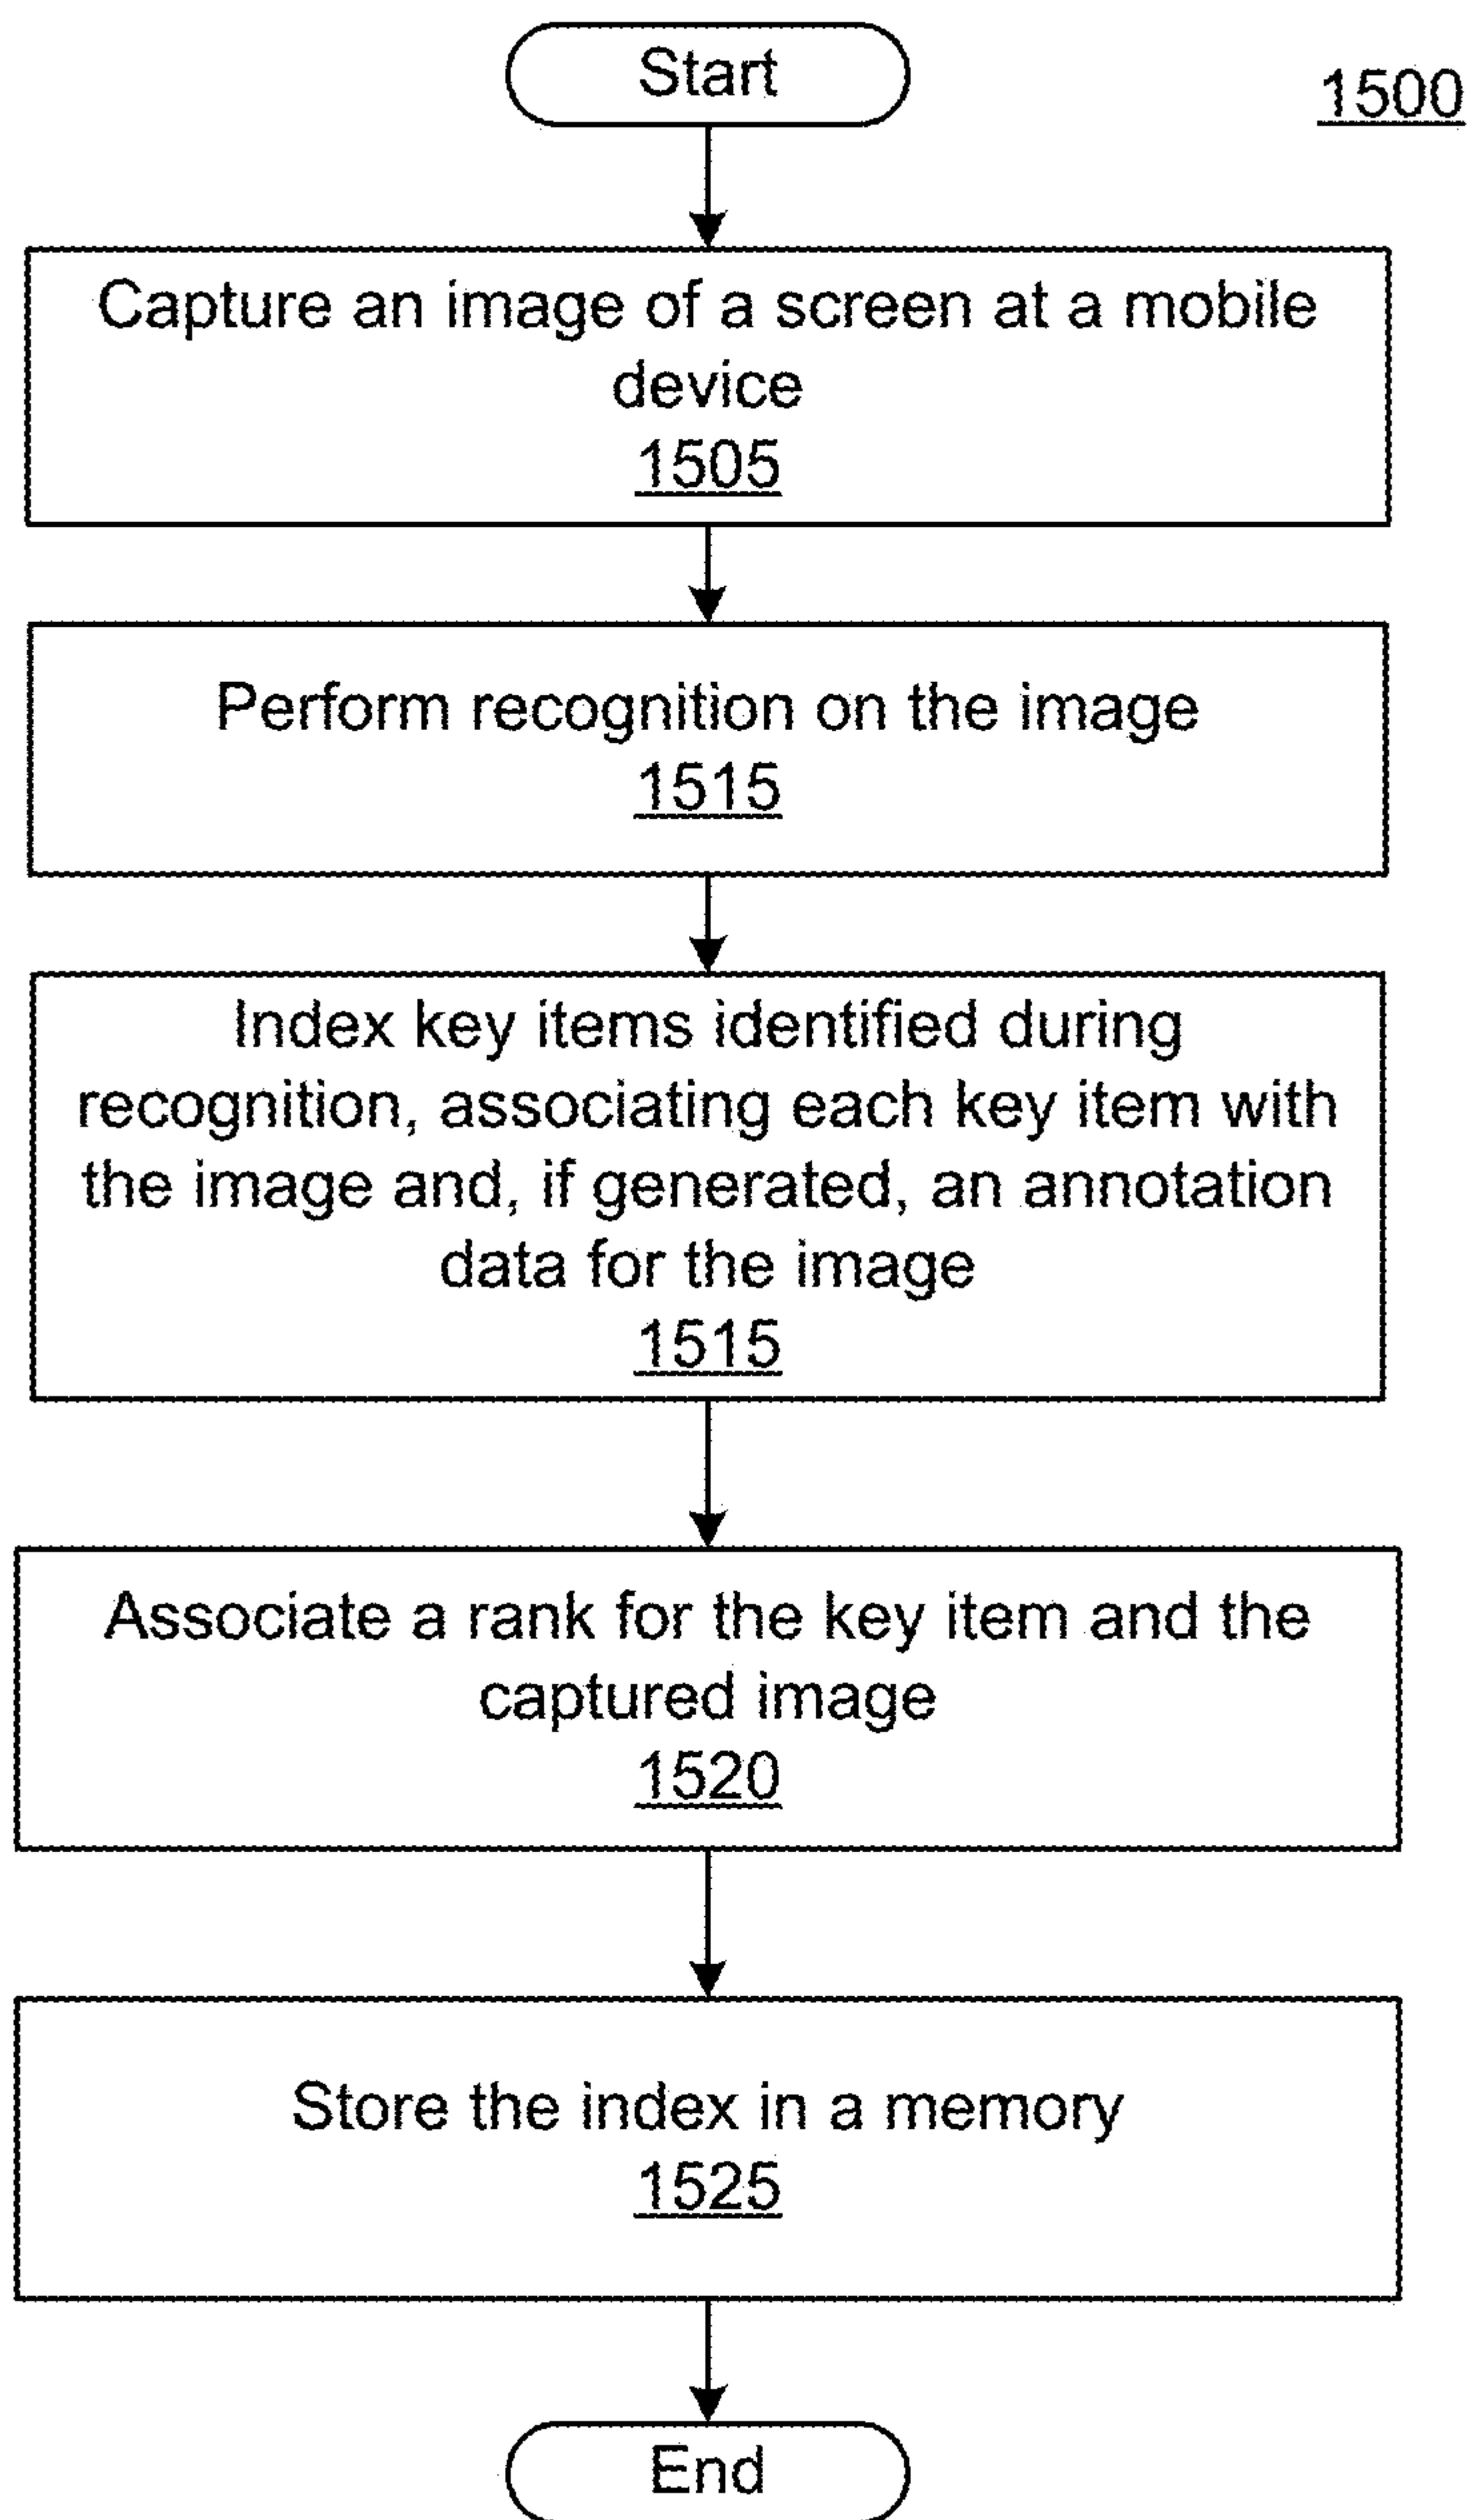 Start
1500
Capture an image of a screen at a mobile
device
1505
Perform recognition on the image
1515
Index key items identified during
recognition, associating each key item with
the image and, if generated, an annotation
data for the image
1515
Associate a rank for the key item and the
captured image
1520
Store the index in a memory
1525
End